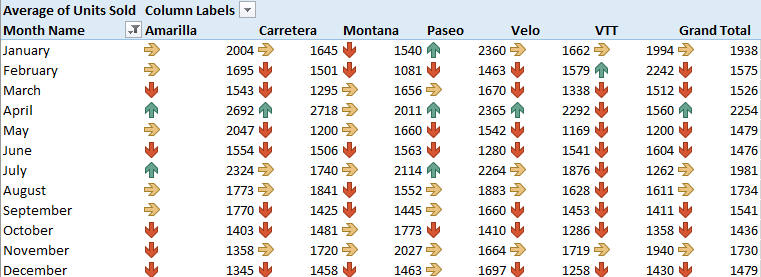 Average of Units Sold Column Labels
Month Name Amarilla Carretera Montana Paseo Velo VTT Grand Total
January 2004 1645 1540 2360 1662 1994 1938
February 1695 1501 1081 1463 1579 2242 1575
March 1543 1295 1656 1670 1338 1512 1526
April 2692 2718 2011 2365 2292 1560 2254
May 2047 1200 1660 1542 1169 1200 1479
June 1554 1506 1563 1280 1541 1604 1476
July 2324 1740 2114 2264 1876 1262 1981
August 1773 1841 1552 1883 1628 1611 1734
September 1770 1425 1445 1660 1453 1411 1541
October 1403 1481 1773 1410 1286 1358 1436
November 1358 1720 2027 1664 1719 1940 1730
December 1345 1458 1463 1697 1258 1430 1479